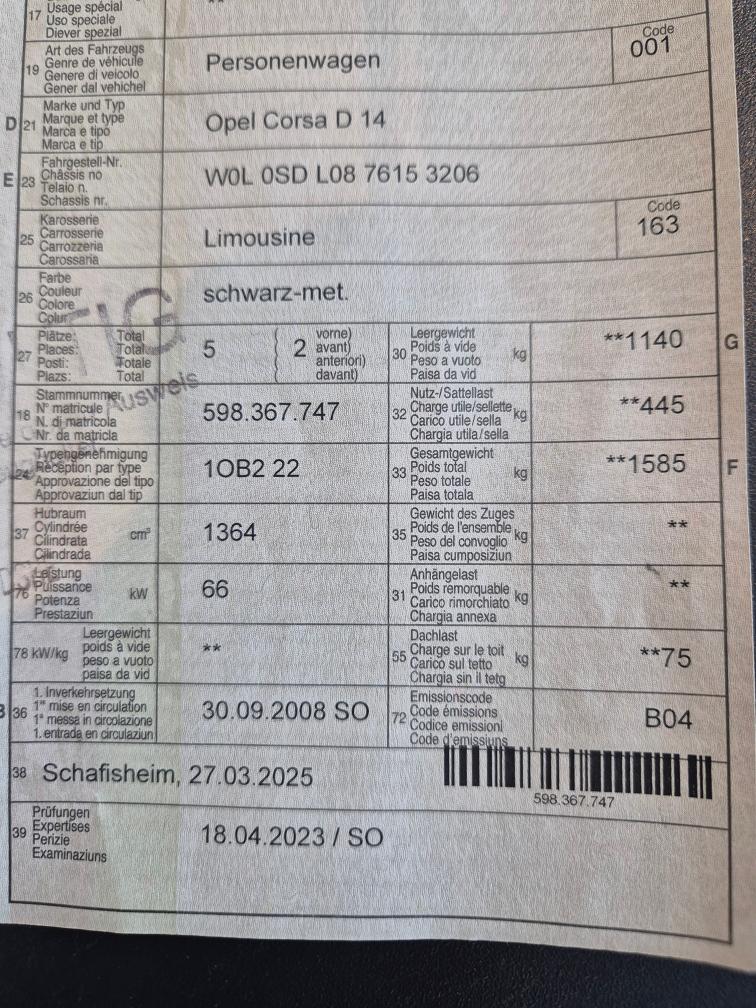 17 Usage spécial
Uso speciale
Diever spezial
**
19 Art des Fahrzeugs
Genre de véhicule
Genere di veicolo
Gener dal vehichel
Personenwagen
Code
001
D 21 Marke und Typ
Marque et type
Marca e tipo
Marca e tip
Opel Corsa D 14
E 23 Fahrgestell-Nr.
Châssis no
Telaio n.
Schassis nr.
W0L 0SD L08 7615 3206
25 Karosserie
Carrosserie
Carrozzeria
Carossaria
Limousine
Code
163
26 Farbe
Couleur
Colore
Colur
schwarz-met.
27 Plätze: Total
Places: Total
Posti: Totale
Plazs: Total
5
2
vorne)
avant)
anteriori)
davant)
30 Leergewicht
Poids à vide
Peso a vuoto
Paisa da vid
kg
**1140
G
Ausweis
18 Stammnummer
N° matricule
N. di matricola
Nr. da matricla
598.367.747
32 Nutz-/Sattellast
Charge utile/sellette
Carico utile/sella
Chargia utila/sella
kg
**445
24 Typengenehmigung
Réception par type
Approvazione del tipo
Approvaziun dal tip
1OB2 22
33 Gesamtgewicht
Poids total
Peso totale
Paisa totala
kg
**1585
F
37 Hubraum
Cylindrée
Cilindrata
Cilindrada
cm³
1364
35 Gewicht des Zuges
Poids de l'ensemble
Peso del convoglio
Paisa cumposiziun
kg
**
76 Leistung
Puissance
Potenza
Prestaziun
kW
66
31 Anhängelast
Poids remorquable
Carico rimorchiato
Chargia annexa
kg
**
78 kW/kg Leergewicht
poids à vide
peso a vuoto
paisa da vid
**
55 Dachlast
Charge sur le toit
Carico sul tetto
Chargia sin il tetg
kg
**75
B 36 1. Inverkehrsetzung
1re mise en circulation
1a messa in circolazione
1. entrada en circulaziun
30.09.2008 SO
72 Emissionscode
Code émissions
Codice emissioni
Code d'emissiuns
B04
38 Schafisheim, 27.03.2025
598.367.747
39 Prüfungen
Expertises
Perizie
Examinaziuns
18.04.2023 / SO